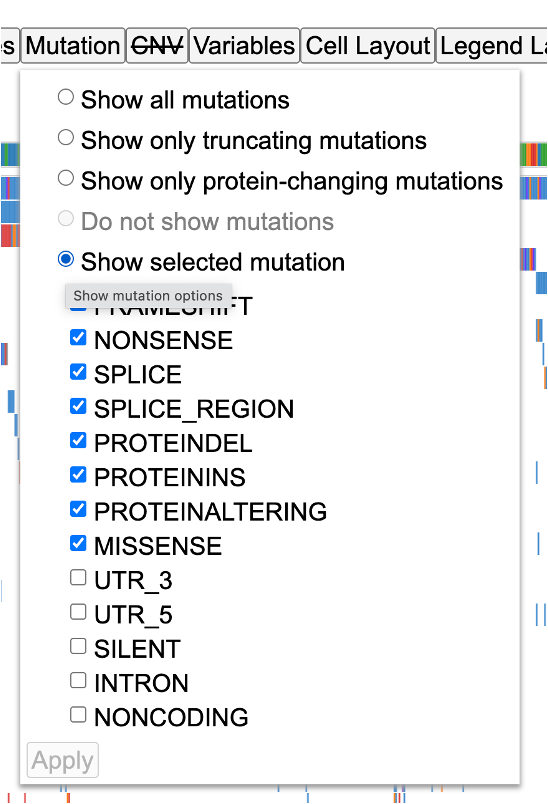 s Mutation CNV Variables Cell Layout Legend La
Show all mutations
Show only truncating mutations
Show only protein-changing mutations
Do not show mutations
Show selected mutation
Show mutation options
FRAMESHIFT
NONSENSE
SPLICE
SPLICE_REGION
PROTEINDEL
PROTEININS
PROTEINALTERING
MISSENSE
UTR_3
UTR_5
SILENT
INTRON
NONCODING
Apply